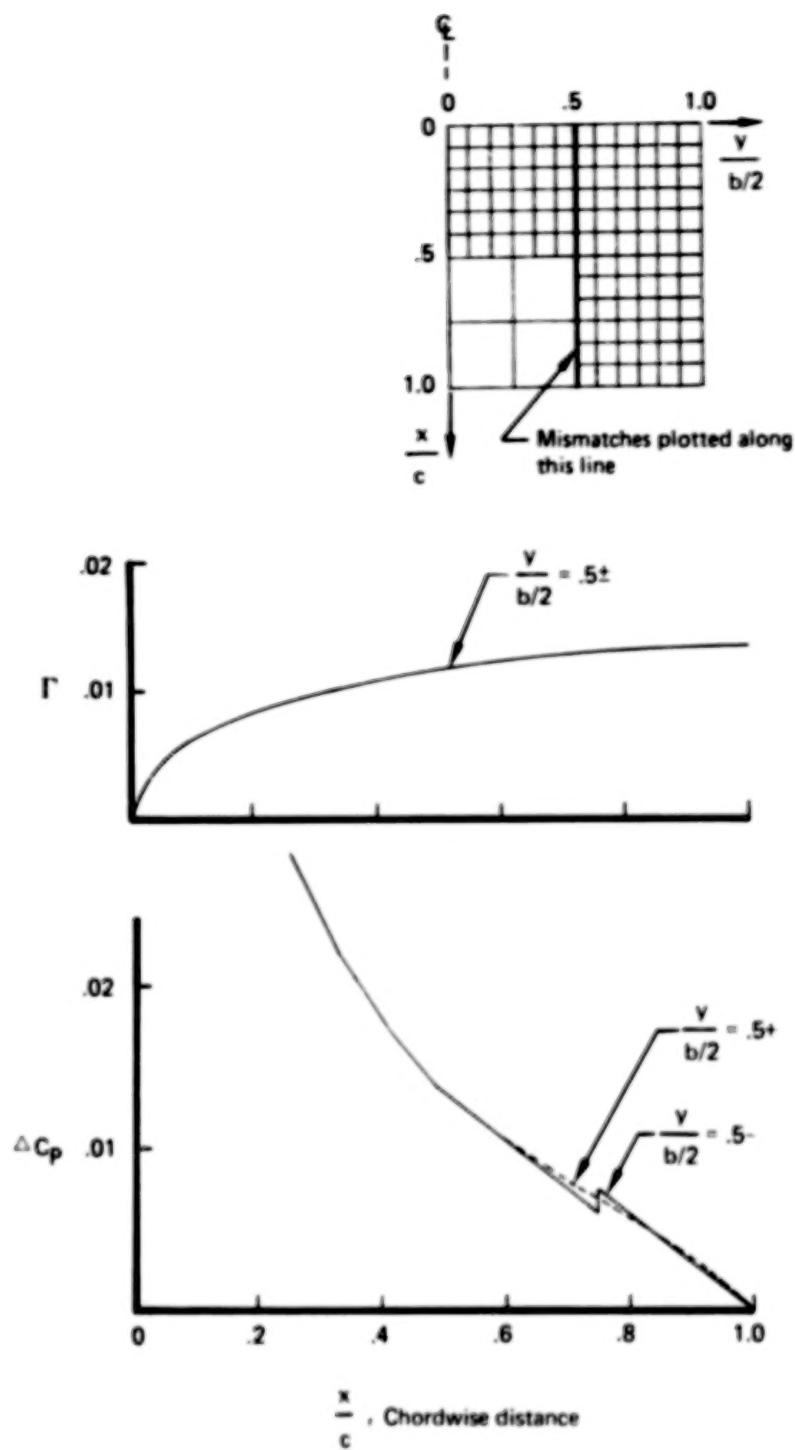 ℄
0 .5 1.0
0
y
b/2
.5
1.0
x
c
Mismatches plotted along
this line
.02
y
b/2 = .5±
Γ .01
.02
y
b/2 = .5+
y
b/2 = .5-
ΔCp .01
0 .2 .4 .6 .8 1.0
x
c , Chordwise distance